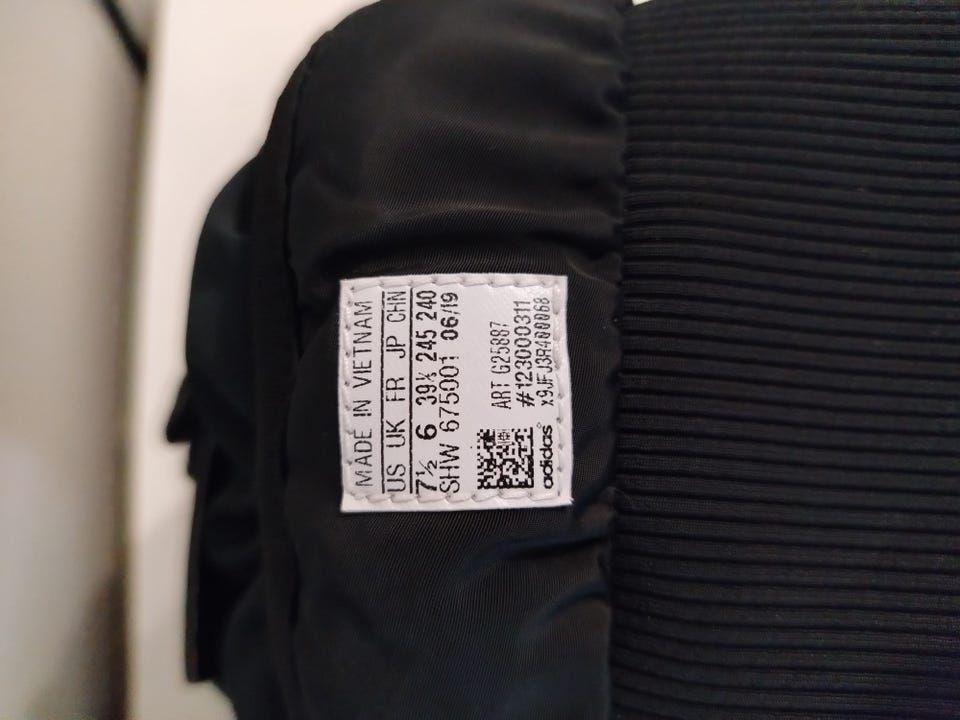 MADE IN VIETNAM
US UK FR JP CHN
7½ 6 39⅓ 245 240
SHW 675001 06/19
ART G25887
#123000311
X9JFJ3R400068
adidas